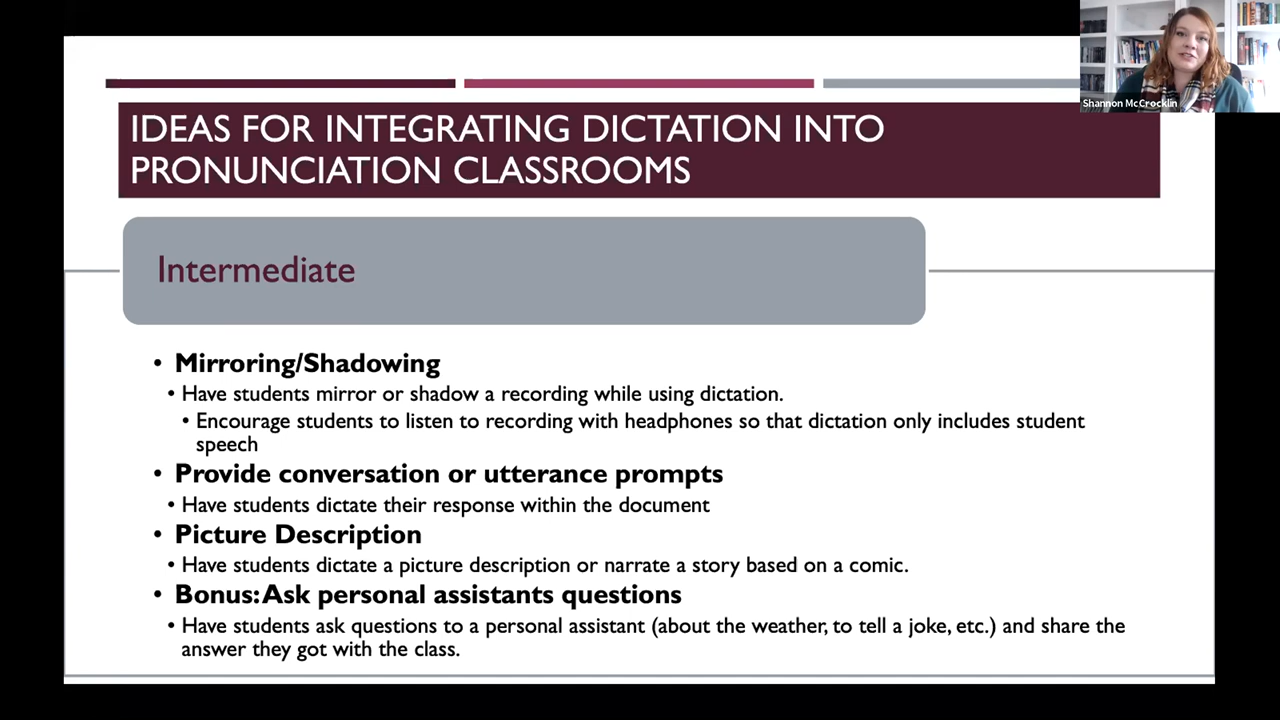 Shannon McCrocklin
IDEAS FOR INTEGRATING DICTATION INTO
PRONUNCIATION CLASSROOMS
Intermediate
• Mirroring/Shadowing
• Have students mirror or shadow a recording while using dictation.
• Encourage students to listen to recording with headphones so that dictation only includes student
speech
• Provide conversation or utterance prompts
• Have students dictate their response within the document
• Picture Description
• Have students dictate a picture description or narrate a story based on a comic.
• Bonus: Ask personal assistants questions
• Have students ask questions to a personal assistant (about the weather, to tell a joke, etc.) and share the
answer they got with the class.